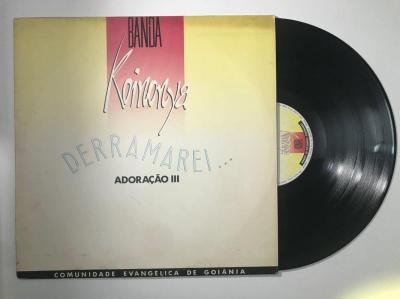 BANDA
Koinonya
DERRAMAREI...
ADORAÇÃO III
COMUNIDADE EVANGÉLICA DE GOIÂNIA